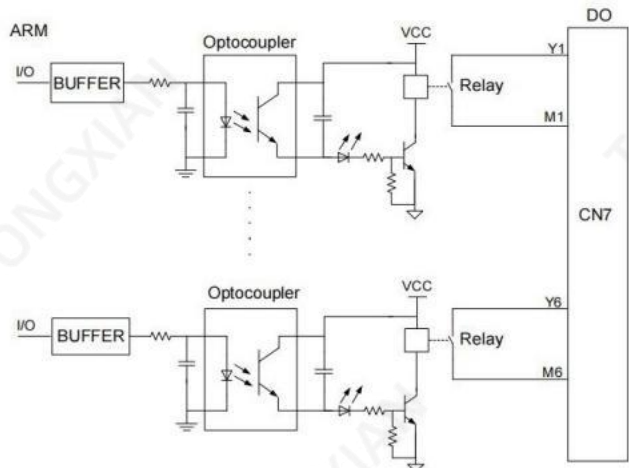 ARM
DO
VCC
Optocoupler
Y1
I/O
BUFFER
Relay
M1
CN7
VCC
Optocoupler
Y6
I/O
BUFFER
Relay
M6